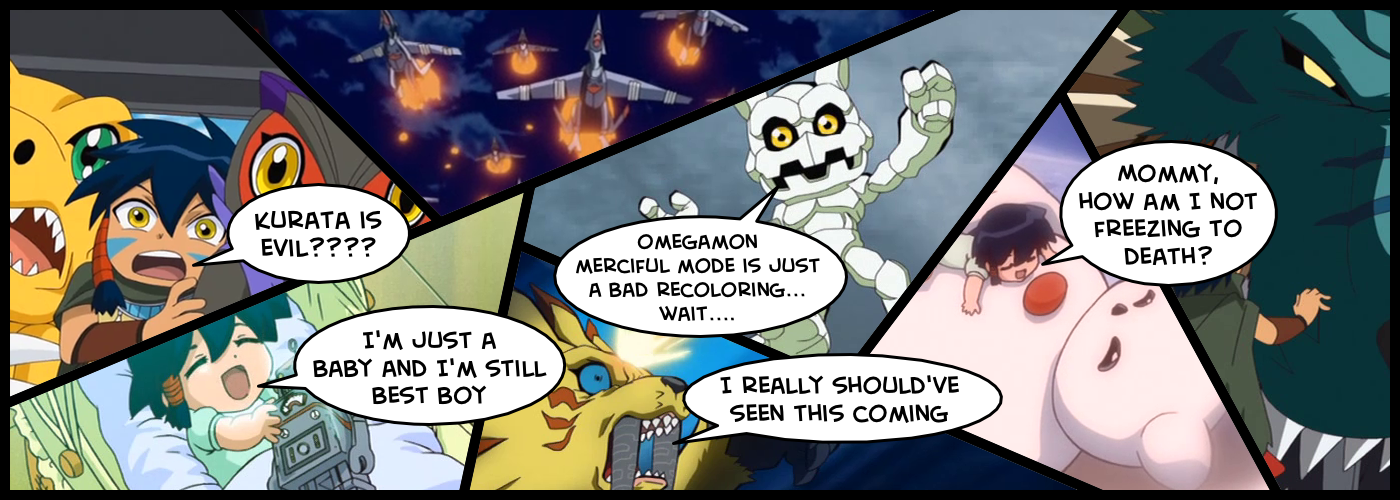 KURATA IS
EVIL????
I'M JUST A
BABY AND I'M STILL
BEST BOY
OMEGAMON
MERCIFUL MODE IS JUST
A BAD RECOLORING...
WAIT....
I REALLY SHOULD'VE
SEEN THIS COMING
MOMMY,
HOW AM I NOT
FREEZING TO
DEATH?